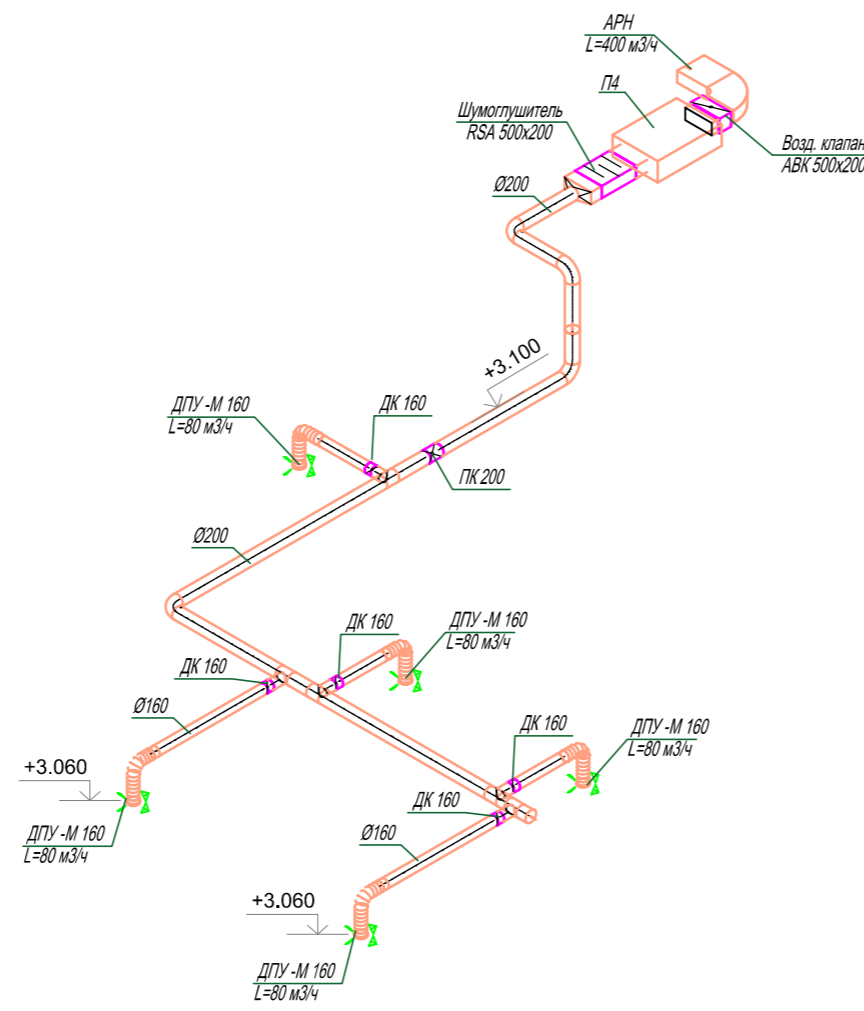 АРН
L=400 м3/ч
П4
Шумоглушитель
RSA 500x200
Возд. клапан
АВК 500x200
Ø200
+3.100
ДПУ -М 160
L=80 м3/ч
ДК 160
ПК 200
Ø200
ДК 160
ДПУ -М 160
L=80 м3/ч
ДК 160
Ø160
ДК 160
ДПУ -М 160
L=80 м3/ч
+3.060
ДК 160
ДПУ -М 160
L=80 м3/ч
Ø160
+3.060
ДПУ -М 160
L=80 м3/ч